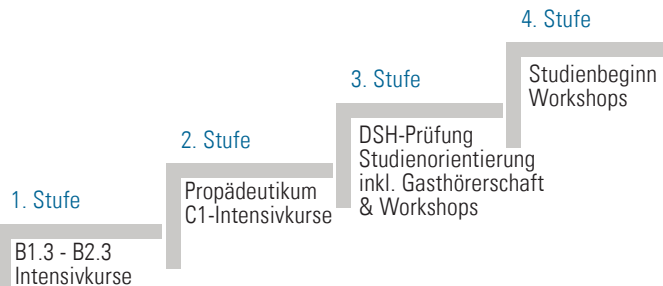 1. Stufe
B1.3 - B2.3
Intensivkurse
2. Stufe
Propädeutikum
C1-Intensivkurse
3. Stufe
DSH-Prüfung
Studienorientierung
inkl. Gasthörerschaft
& Workshops
4. Stufe
Studienbeginn
Workshops